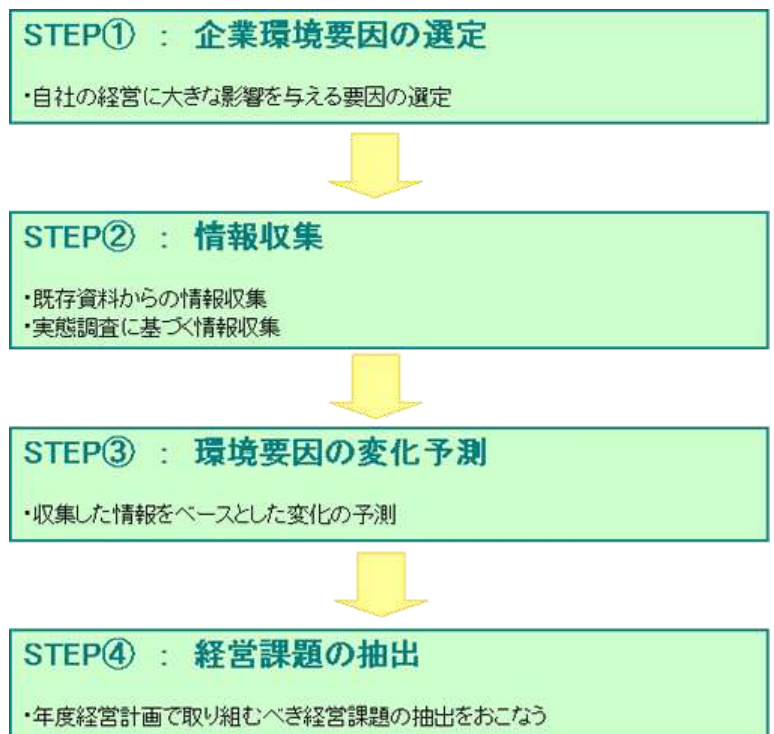 STEP① : 企業環境要因の選定
・自社の経営に大きな影響を与える要因の選定
STEP② : 情報収集
・既存資料からの情報収集
・実態調査に基づく情報収集
STEP③ : 環境要因の変化予測
・収集した情報をベースとした変化の予測
STEP④ : 経営課題の抽出
・年度経営計画で取り組むべき経営課題の抽出をおこなう